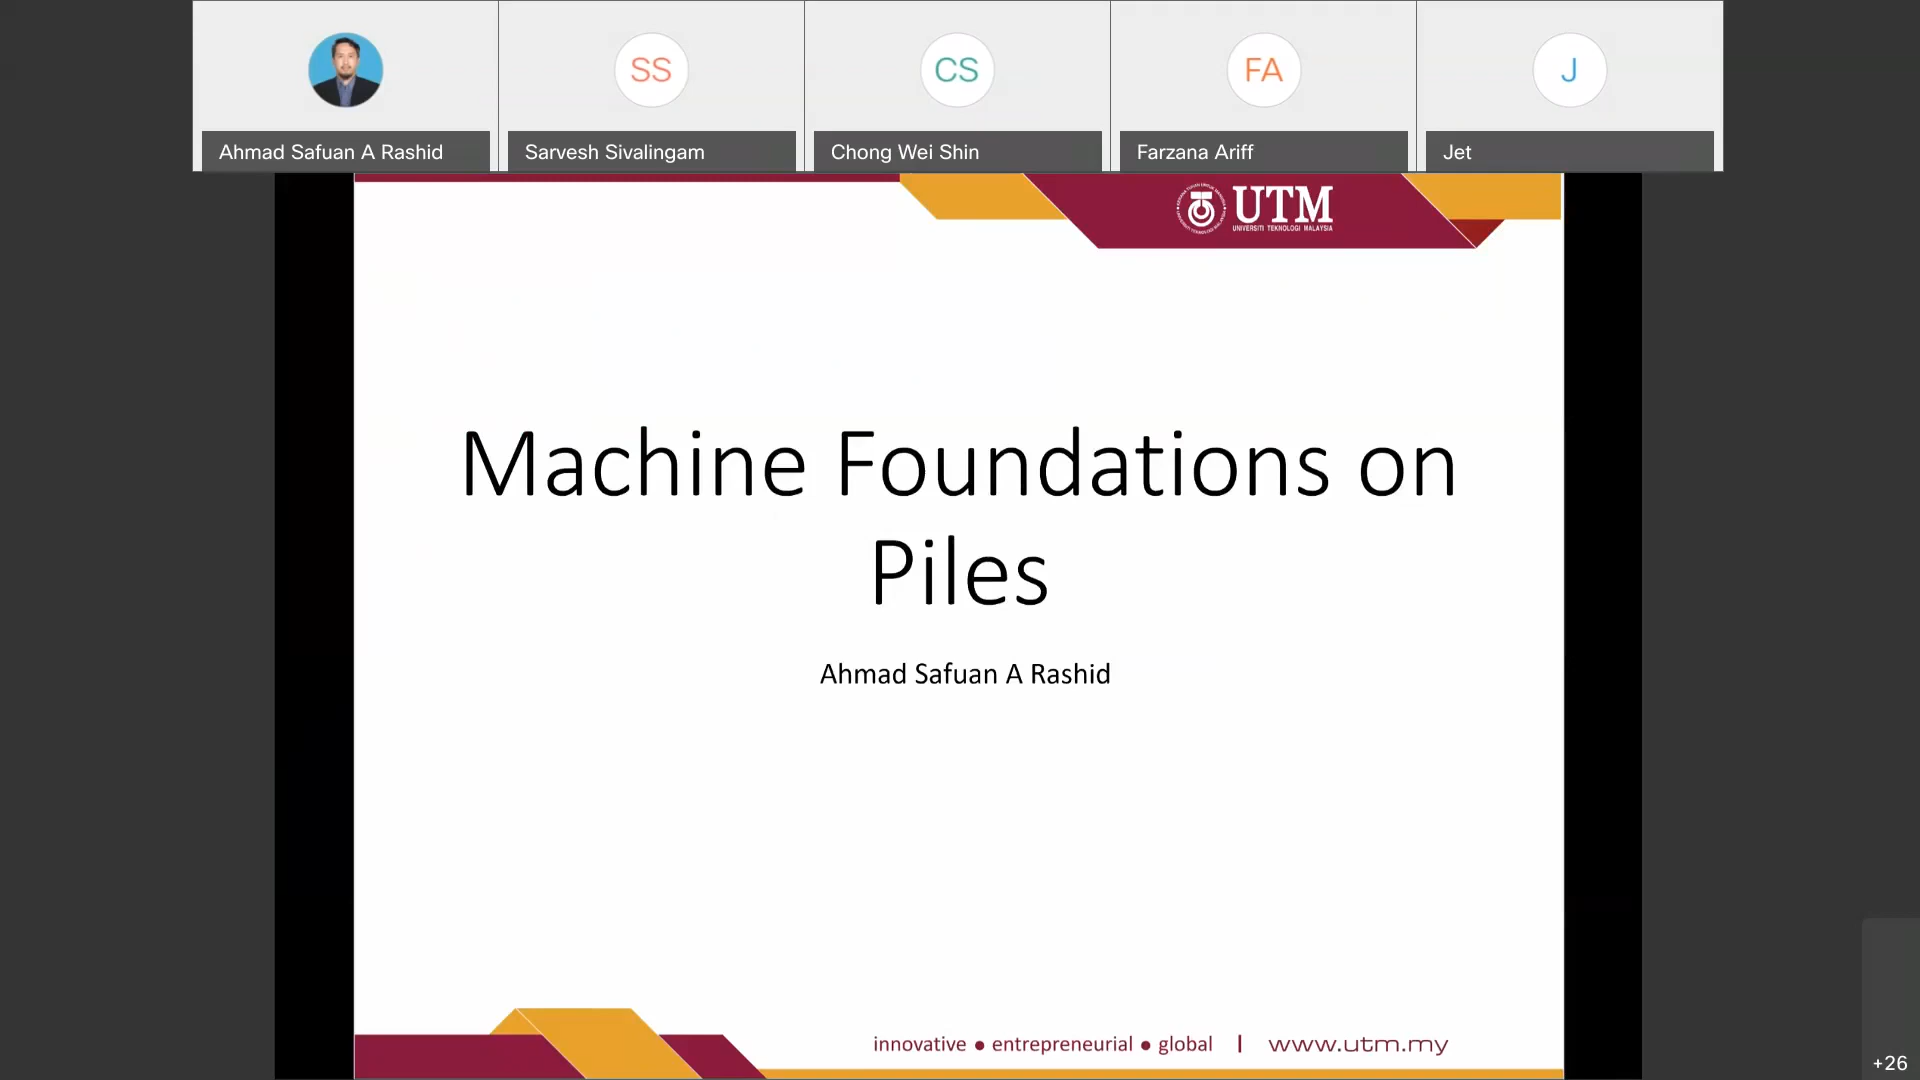 SS
CS
FA
J
Ahmad Safuan A Rashid
Sarvesh Sivalingam
Chong Wei Shin
Farzana Ariff
Jet
UTM
UNIVERSITI TEKNOLOGI MALAYSIA
Machine Foundations on
Piles
Ahmad Safuan A Rashid
innovative ● entrepreneurial ● global | www.utm.my
+26